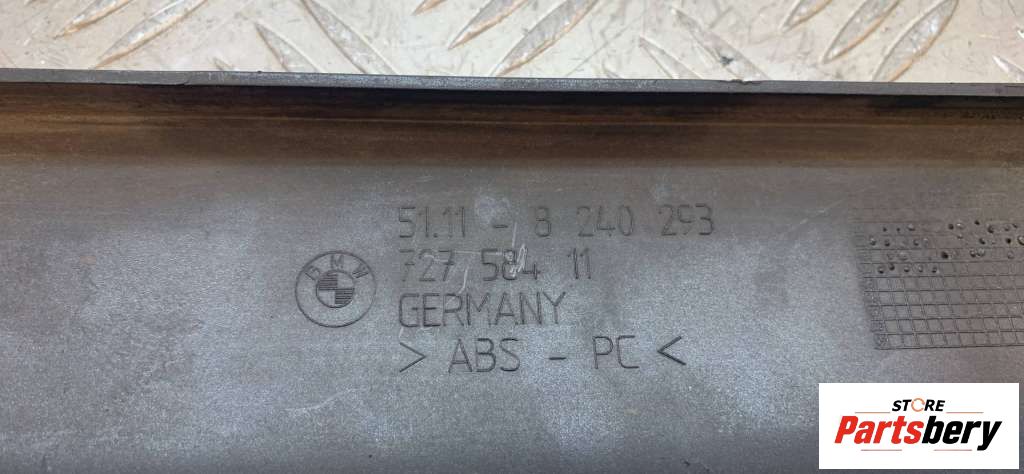 51.11 - 8 240 293
727 584 11
BMW
GERMANY
> ABS - PC <
STORE
Partsbery